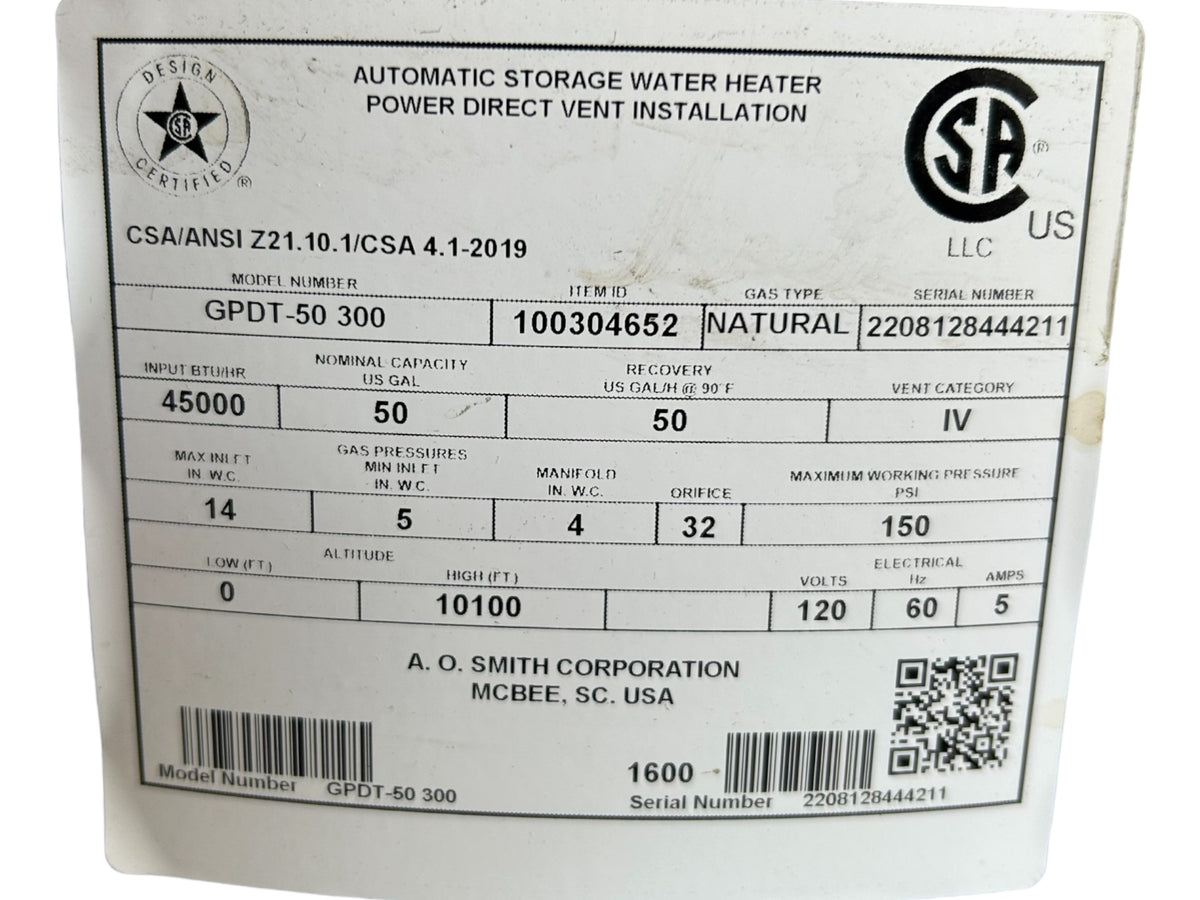 DESIGN
SA
CERTIFIED ®
AUTOMATIC STORAGE WATER HEATER
POWER DIRECT VENT INSTALLATION
CSA ®
US
LLC
CSA/ANSI Z21.10.1/CSA 4.1-2019
MODEL NUMBER ITEM ID GAS TYPE SERIAL NUMBER
GPDT-50 300 100304652 NATURAL 2208128444211
INPUT BTU/HR NOMINAL CAPACITY RECOVERY VENT CATEGORY
US GAL US GAL/H @ 90°F
45000 50 50 IV
GAS PRESSURES
MAX INLET MIN INLET MANIFOLD ORIFICE MAXIMUM WORKING PRESSURE
IN. W.C. IN. W.C. IN. W.C. PSI
14 5 4 32 150
ALTITUDE ELECTRICAL
LOW (FT) HIGH (FT) VOLTS Hz AMPS
0 10100 120 60 5
A. O. SMITH CORPORATION
MCBEE, SC. USA
1600
Model Number GPDT-50 300 Serial Number 2208128444211